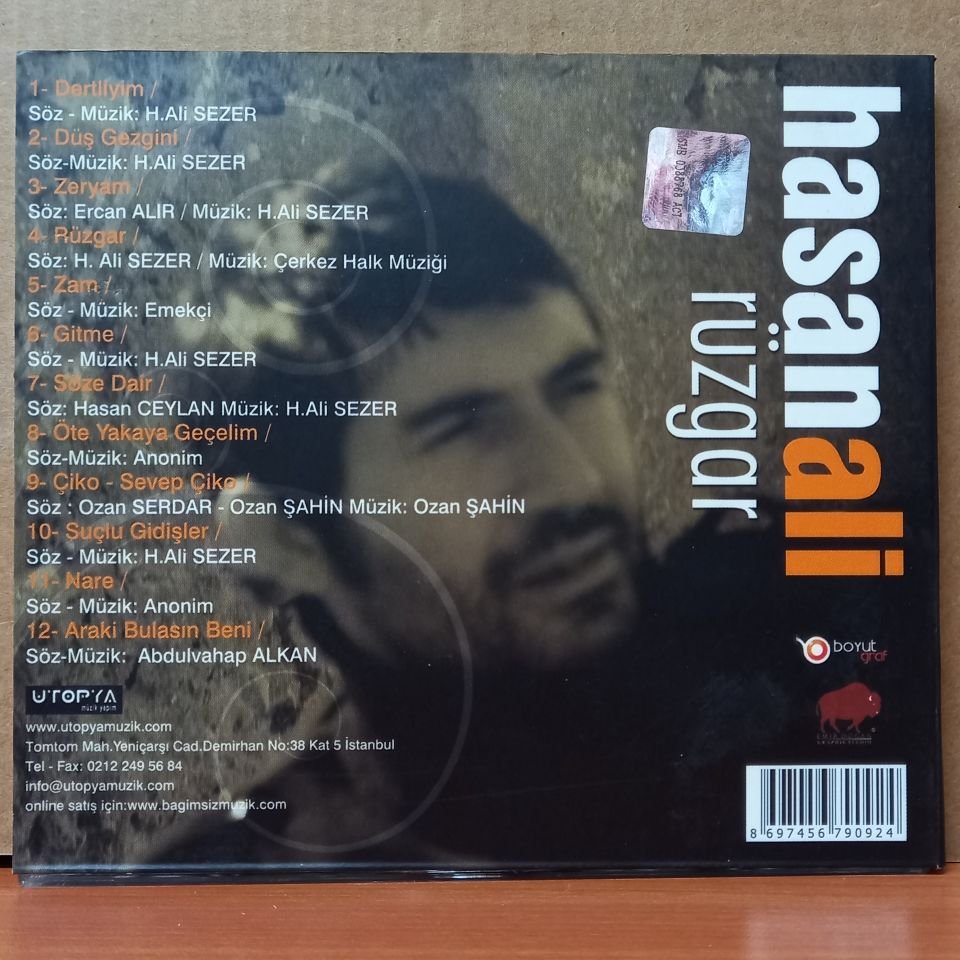 1- Dertliyim /
Söz - Müzik: H.Ali SEZER
2- Düş Gezgini /
Söz-Müzik: H.Ali SEZER
3- Zeryam /
Söz: Ercan ALIR / Müzik: H.Ali SEZER
4- Rüzgar /
Söz: H. Ali SEZER / Müzik: Çerkez Halk Müziği
5- Zam /
Söz - Müzik: Emekçi
6- Gitme /
Söz - Müzik: H.Ali SEZER
7- Söze Dair /
Söz: Hasan CEYLAN Müzik: H.Ali SEZER
8- Öte Yakaya Geçelim /
Söz-Müzik: Anonim
9- Çiko - Sevep Çiko /
Söz : Ozan SERDAR - Ozan ŞAHİN Müzik: Ozan ŞAHİN
10- Suçlu Gidişler /
Söz - Müzik: H.Ali SEZER
11- Nare /
Söz - Müzik: Anonim
12- Araki Bulasın Beni /
Söz-Müzik: Abdulvahap ALKAN
UTOPYA
müzik yapım
www.utopyamuzik.com
Tomtom Mah.Yeniçarşı Cad.Demirhan No:38 Kat 5 İstanbul
Tel - Fax: 0212 249 56 84
info@utopyamuzik.com
online satış için:www.bagimsizmuzik.com
hasanali
rüzgar
boyut
graf
8 697456 790924